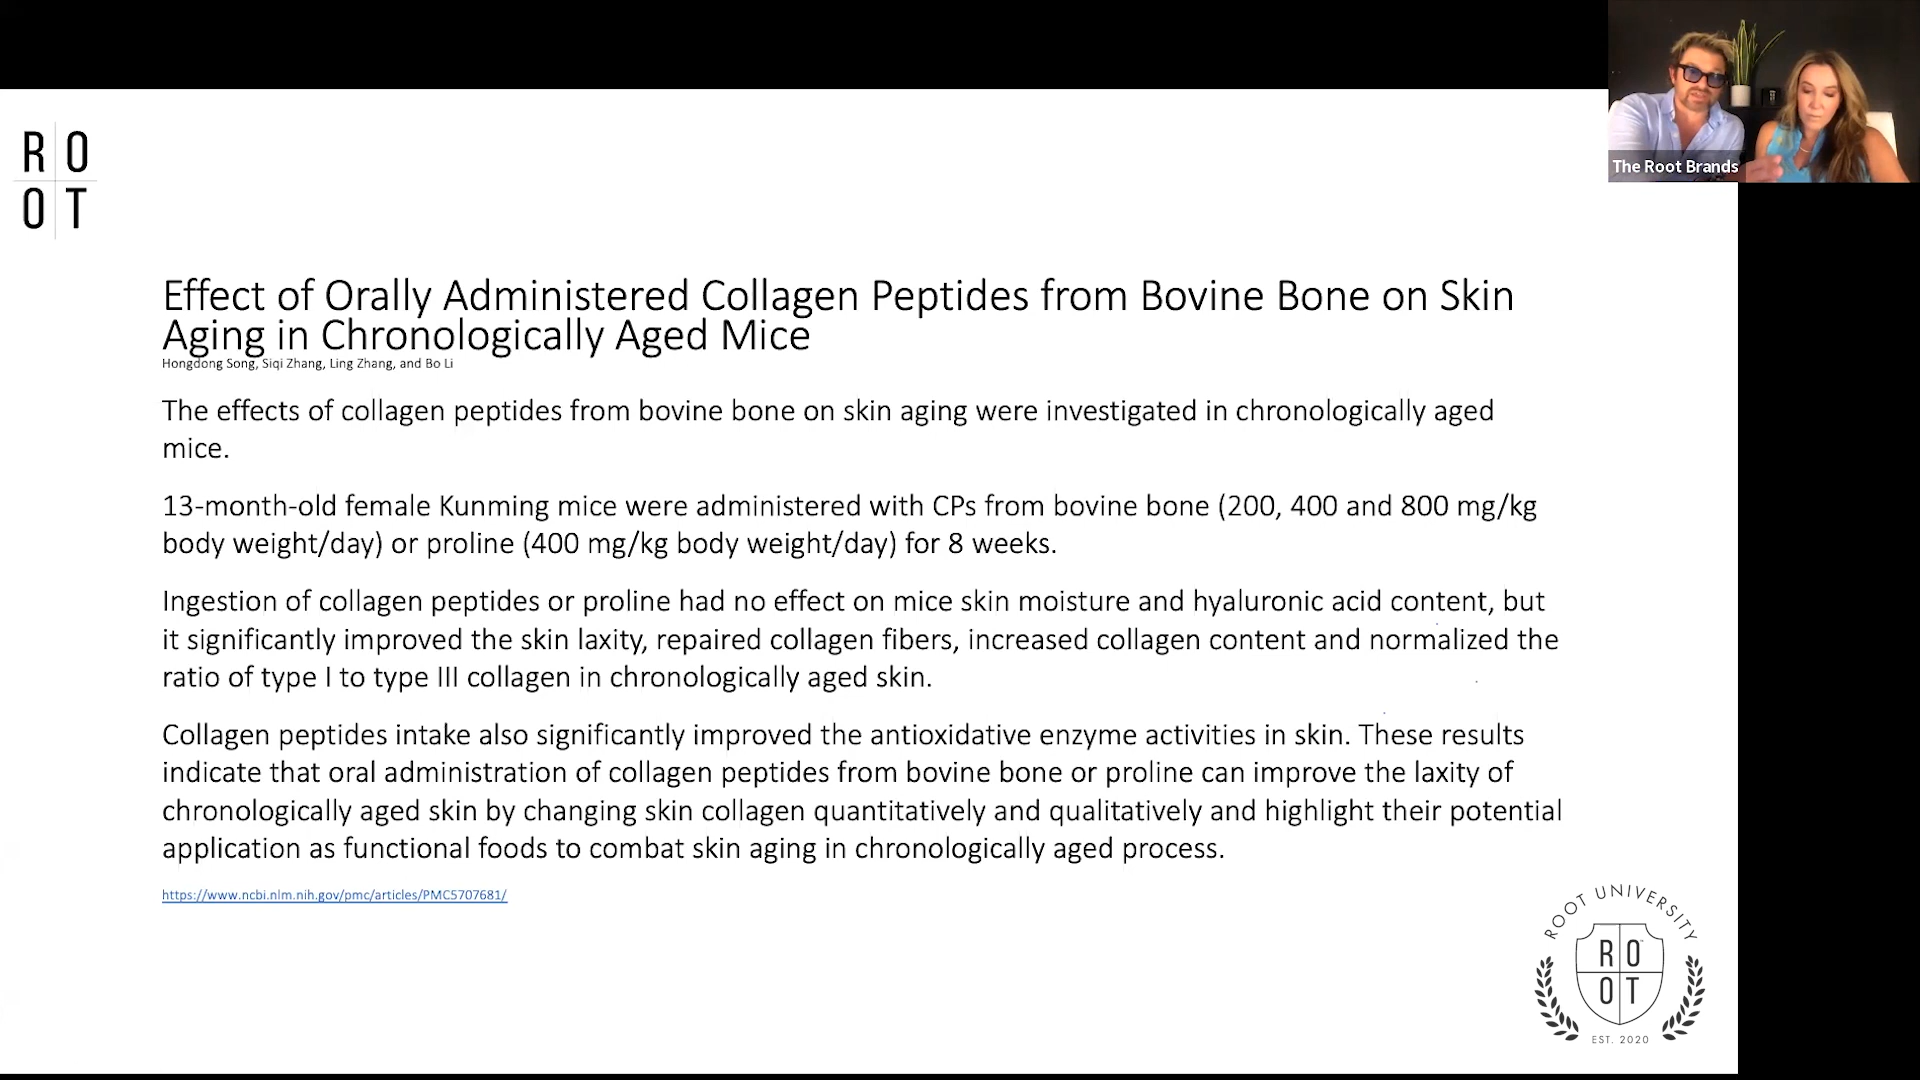 The Root Brands
R O
O T
Effect of Orally Administered Collagen Peptides from Bovine Bone on Skin
Aging in Chronologically Aged Mice
Hongdong Song, Siqi Zhang, Ling Zhang, and Bo Li
The effects of collagen peptides from bovine bone on skin aging were investigated in chronologically aged
mice.
13-month-old female Kunming mice were administered with CPs from bovine bone (200, 400 and 800 mg/kg
body weight/day) or proline (400 mg/kg body weight/day) for 8 weeks.
Ingestion of collagen peptides or proline had no effect on mice skin moisture and hyaluronic acid content, but
it significantly improved the skin laxity, repaired collagen fibers, increased collagen content and normalized the
ratio of type I to type III collagen in chronologically aged skin.
Collagen peptides intake also significantly improved the antioxidative enzyme activities in skin. These results
indicate that oral administration of collagen peptides from bovine bone or proline can improve the laxity of
chronologically aged skin by changing skin collagen quantitatively and qualitatively and highlight their potential
application as functional foods to combat skin aging in chronologically aged process.
https://www.ncbi.nlm.nih.gov/pmc/articles/PMC5707681/
ROOT UNIVERSITY
R O
O T
EST. 2020